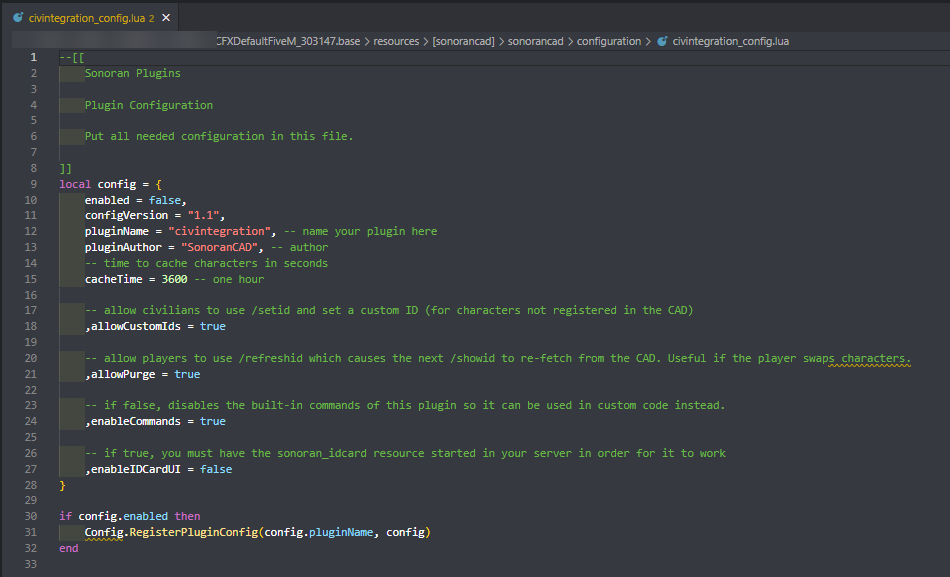 civintegration_config.lua 2 ×
CFXDefaultFiveM_303147.base > resources > [sonorancad] > sonorancad > configuration > civintegration_config.lua
1 --[[
2 Sonoran Plugins
3
4 Plugin Configuration
5
6 Put all needed configuration in this file.
7
8 ]]
9 local config = {
10 enabled = false,
11 configVersion = "1.1",
12 pluginName = "civintegration", -- name your plugin here
13 pluginAuthor = "SonoranCAD", -- author
14 -- time to cache characters in seconds
15 cacheTime = 3600 -- one hour
16
17 -- allow civilians to use /setid and set a custom ID (for characters not registered in the CAD)
18 ,allowCustomIds = true
19
20 -- allow players to use /refreshid which causes the next /showid to re-fetch from the CAD. Useful if the player swaps characters.
21 ,allowPurge = true
22
23 -- if false, disables the built-in commands of this plugin so it can be used in custom code instead.
24 ,enableCommands = true
25
26 -- if true, you must have the sonoran_idcard resource started in your server in order for it to work
27 ,enableIDCardUI = false
28 }
29
30 if config.enabled then
31 Config.RegisterPluginConfig(config.pluginName, config)
32 end
33